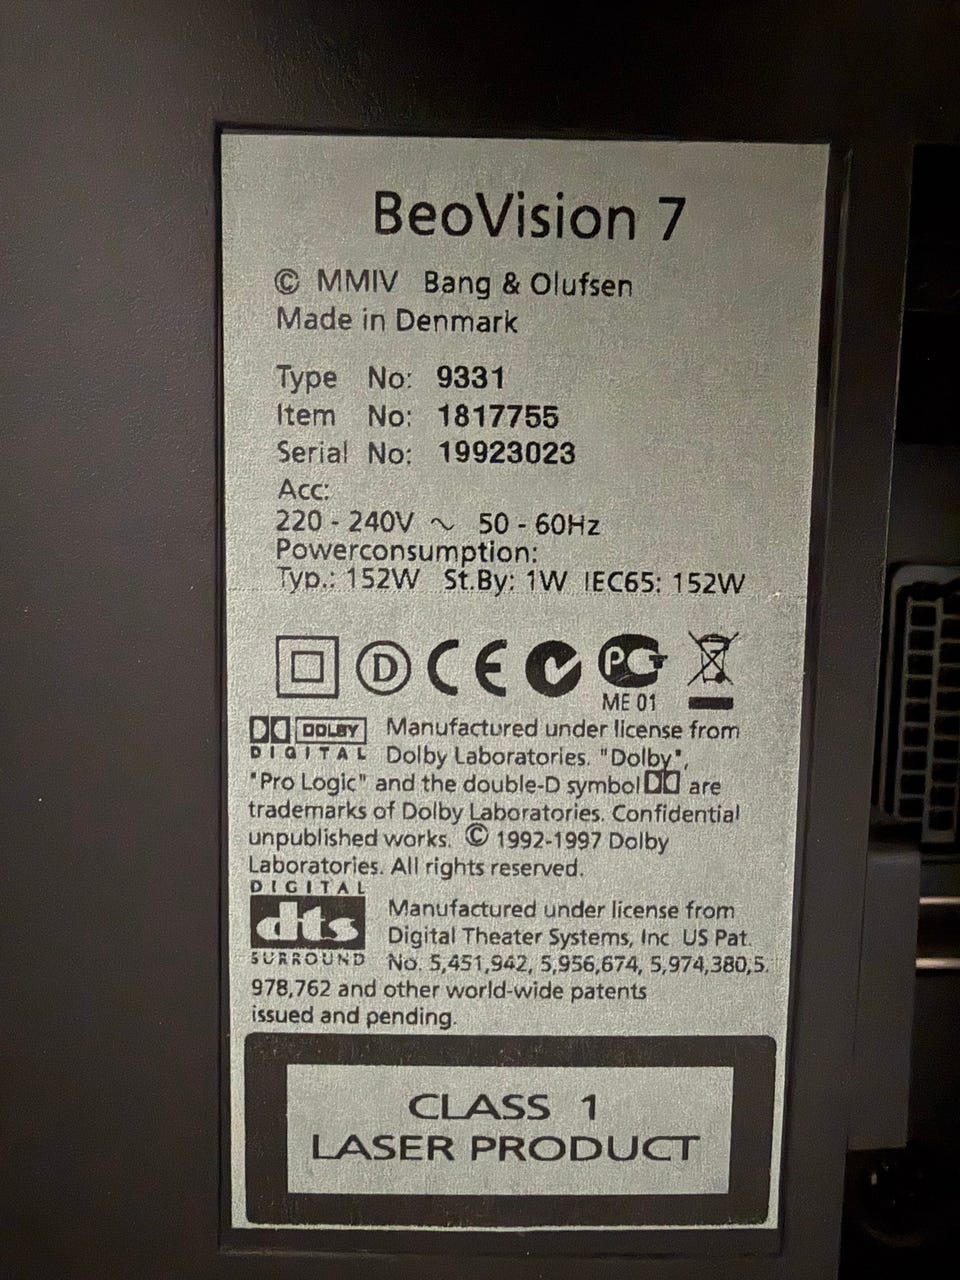 BeoVision 7
© MMIV Bang & Olufsen
Made in Denmark
Type No: 9331
Item No: 1817755
Serial No: 19923023
Acc:
220 - 240V ~ 50 - 60Hz
Powerconsumption:
Typ.: 152W St.By: 1W IEC65: 152W
D CE PG
ME 01
DOLBY Manufactured under license from
DIGITAL Dolby Laboratories. "Dolby",
"Pro Logic" and the double-D symbol are
trademarks of Dolby Laboratories. Confidential
unpublished works. © 1992-1997 Dolby
Laboratories. All rights reserved.
DIGITAL
dts Manufactured under license from
Digital Theater Systems, Inc US Pat.
SURROUND No. 5,451,942, 5,956,674, 5,974,380,5.
978,762 and other world-wide patents
issued and pending.
CLASS 1
LASER PRODUCT